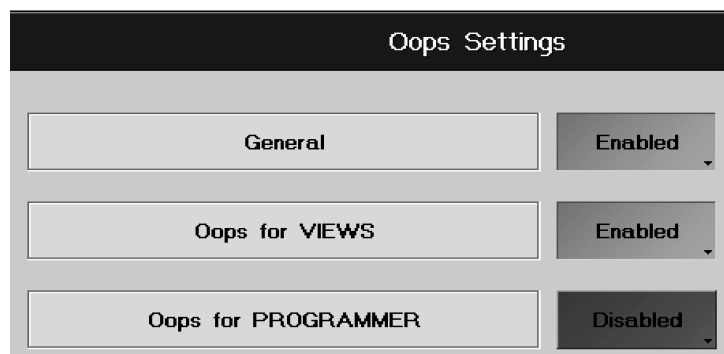 Oops Settings
General
Enabled
Oops for VIEWS
Enabled
Oops for PROGRAMMER
Disabled